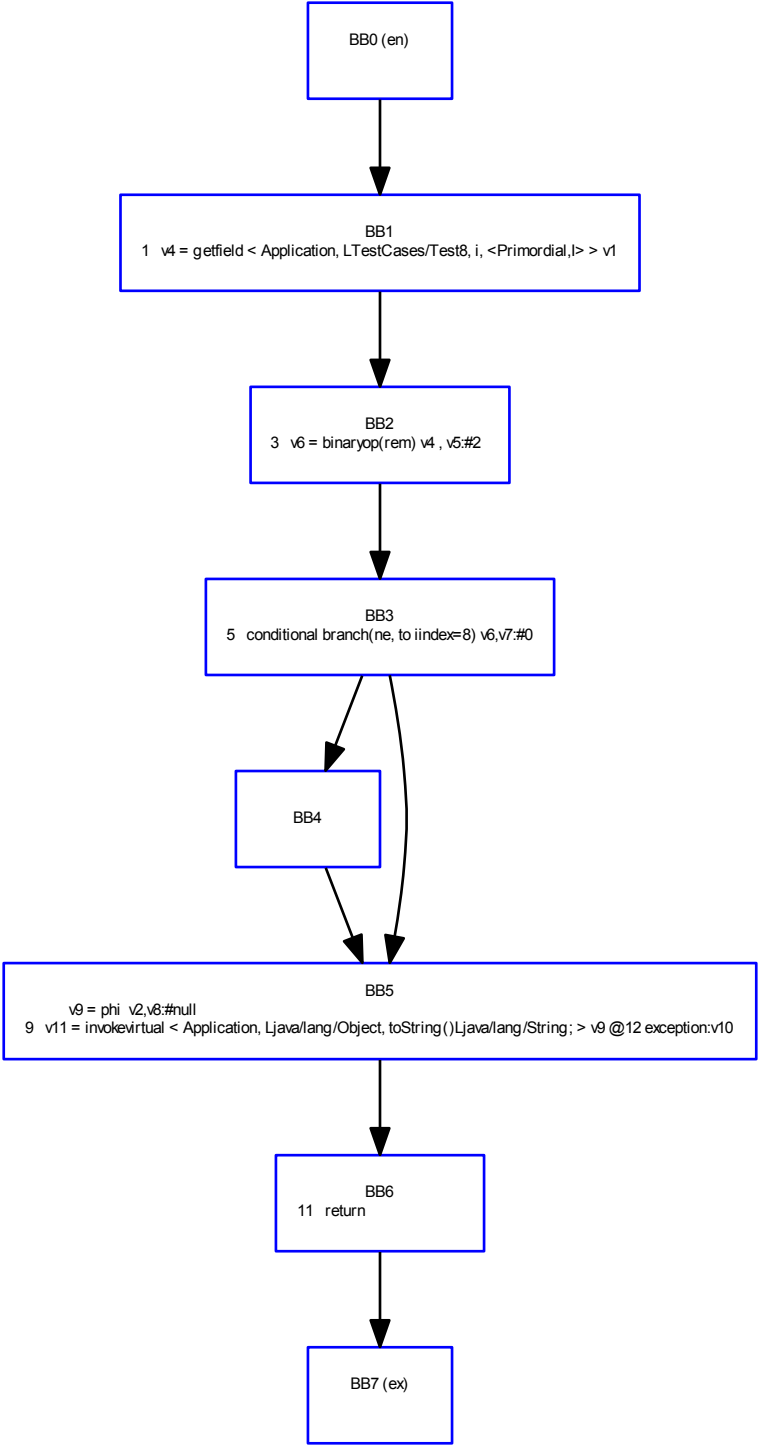 BB0 (en)
BB1
1 v4 = getfield < Application, LTestCases/Test8, i, <Primordial,I> > v1
BB2
3 v6 = binaryop(rem) v4 , v5:#2
BB3
5 conditional branch(ne, to iindex=8) v6,v7:#0
BB4
BB5
v9 = phi v2,v8:#null
9 v11 = invokevirtual < Application, Ljava/lang/Object, toString()Ljava/lang/String; > v9 @12 exception:v10
BB6
11 return
BB7 (ex)